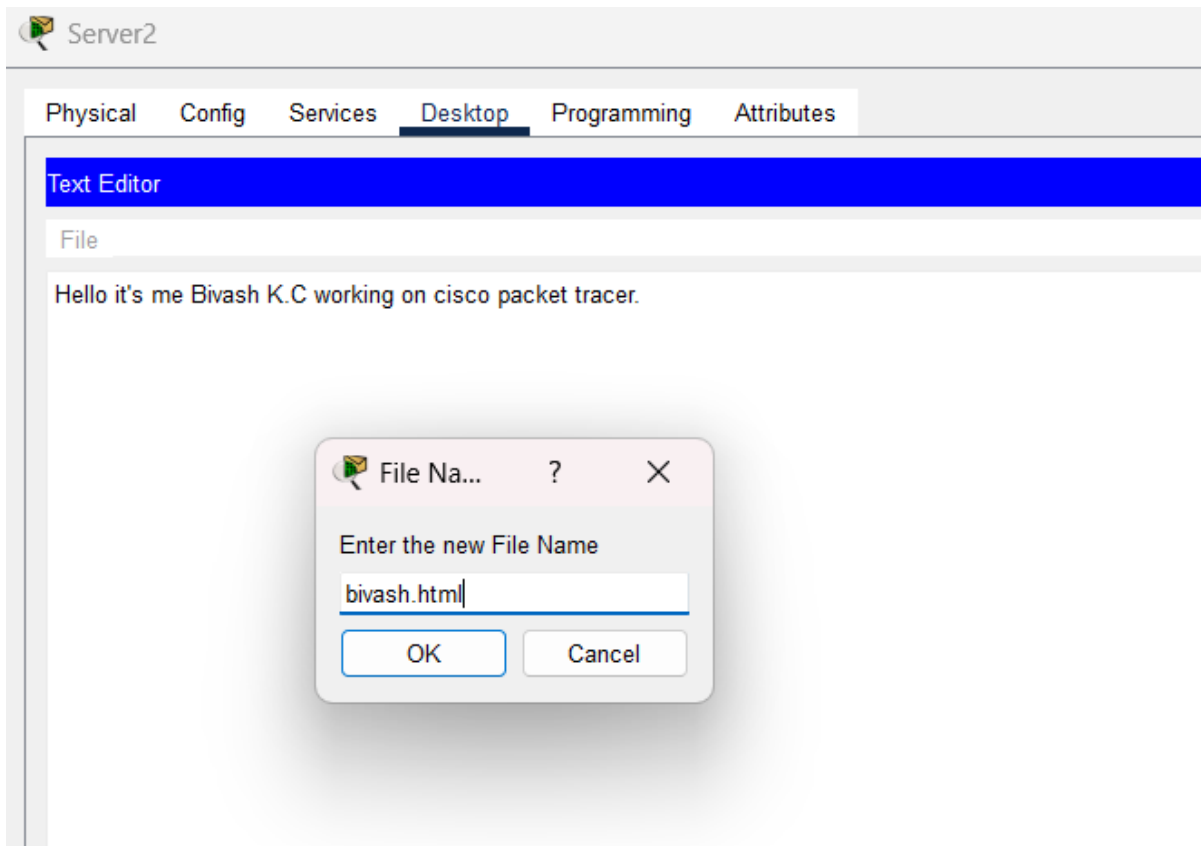 Server2
Physical Config Services Desktop Programming Attributes
Text Editor
File
Hello it's me Bivash K.C working on cisco packet tracer.
File Na... ? X
Enter the new File Name
bivash.html
OK Cancel